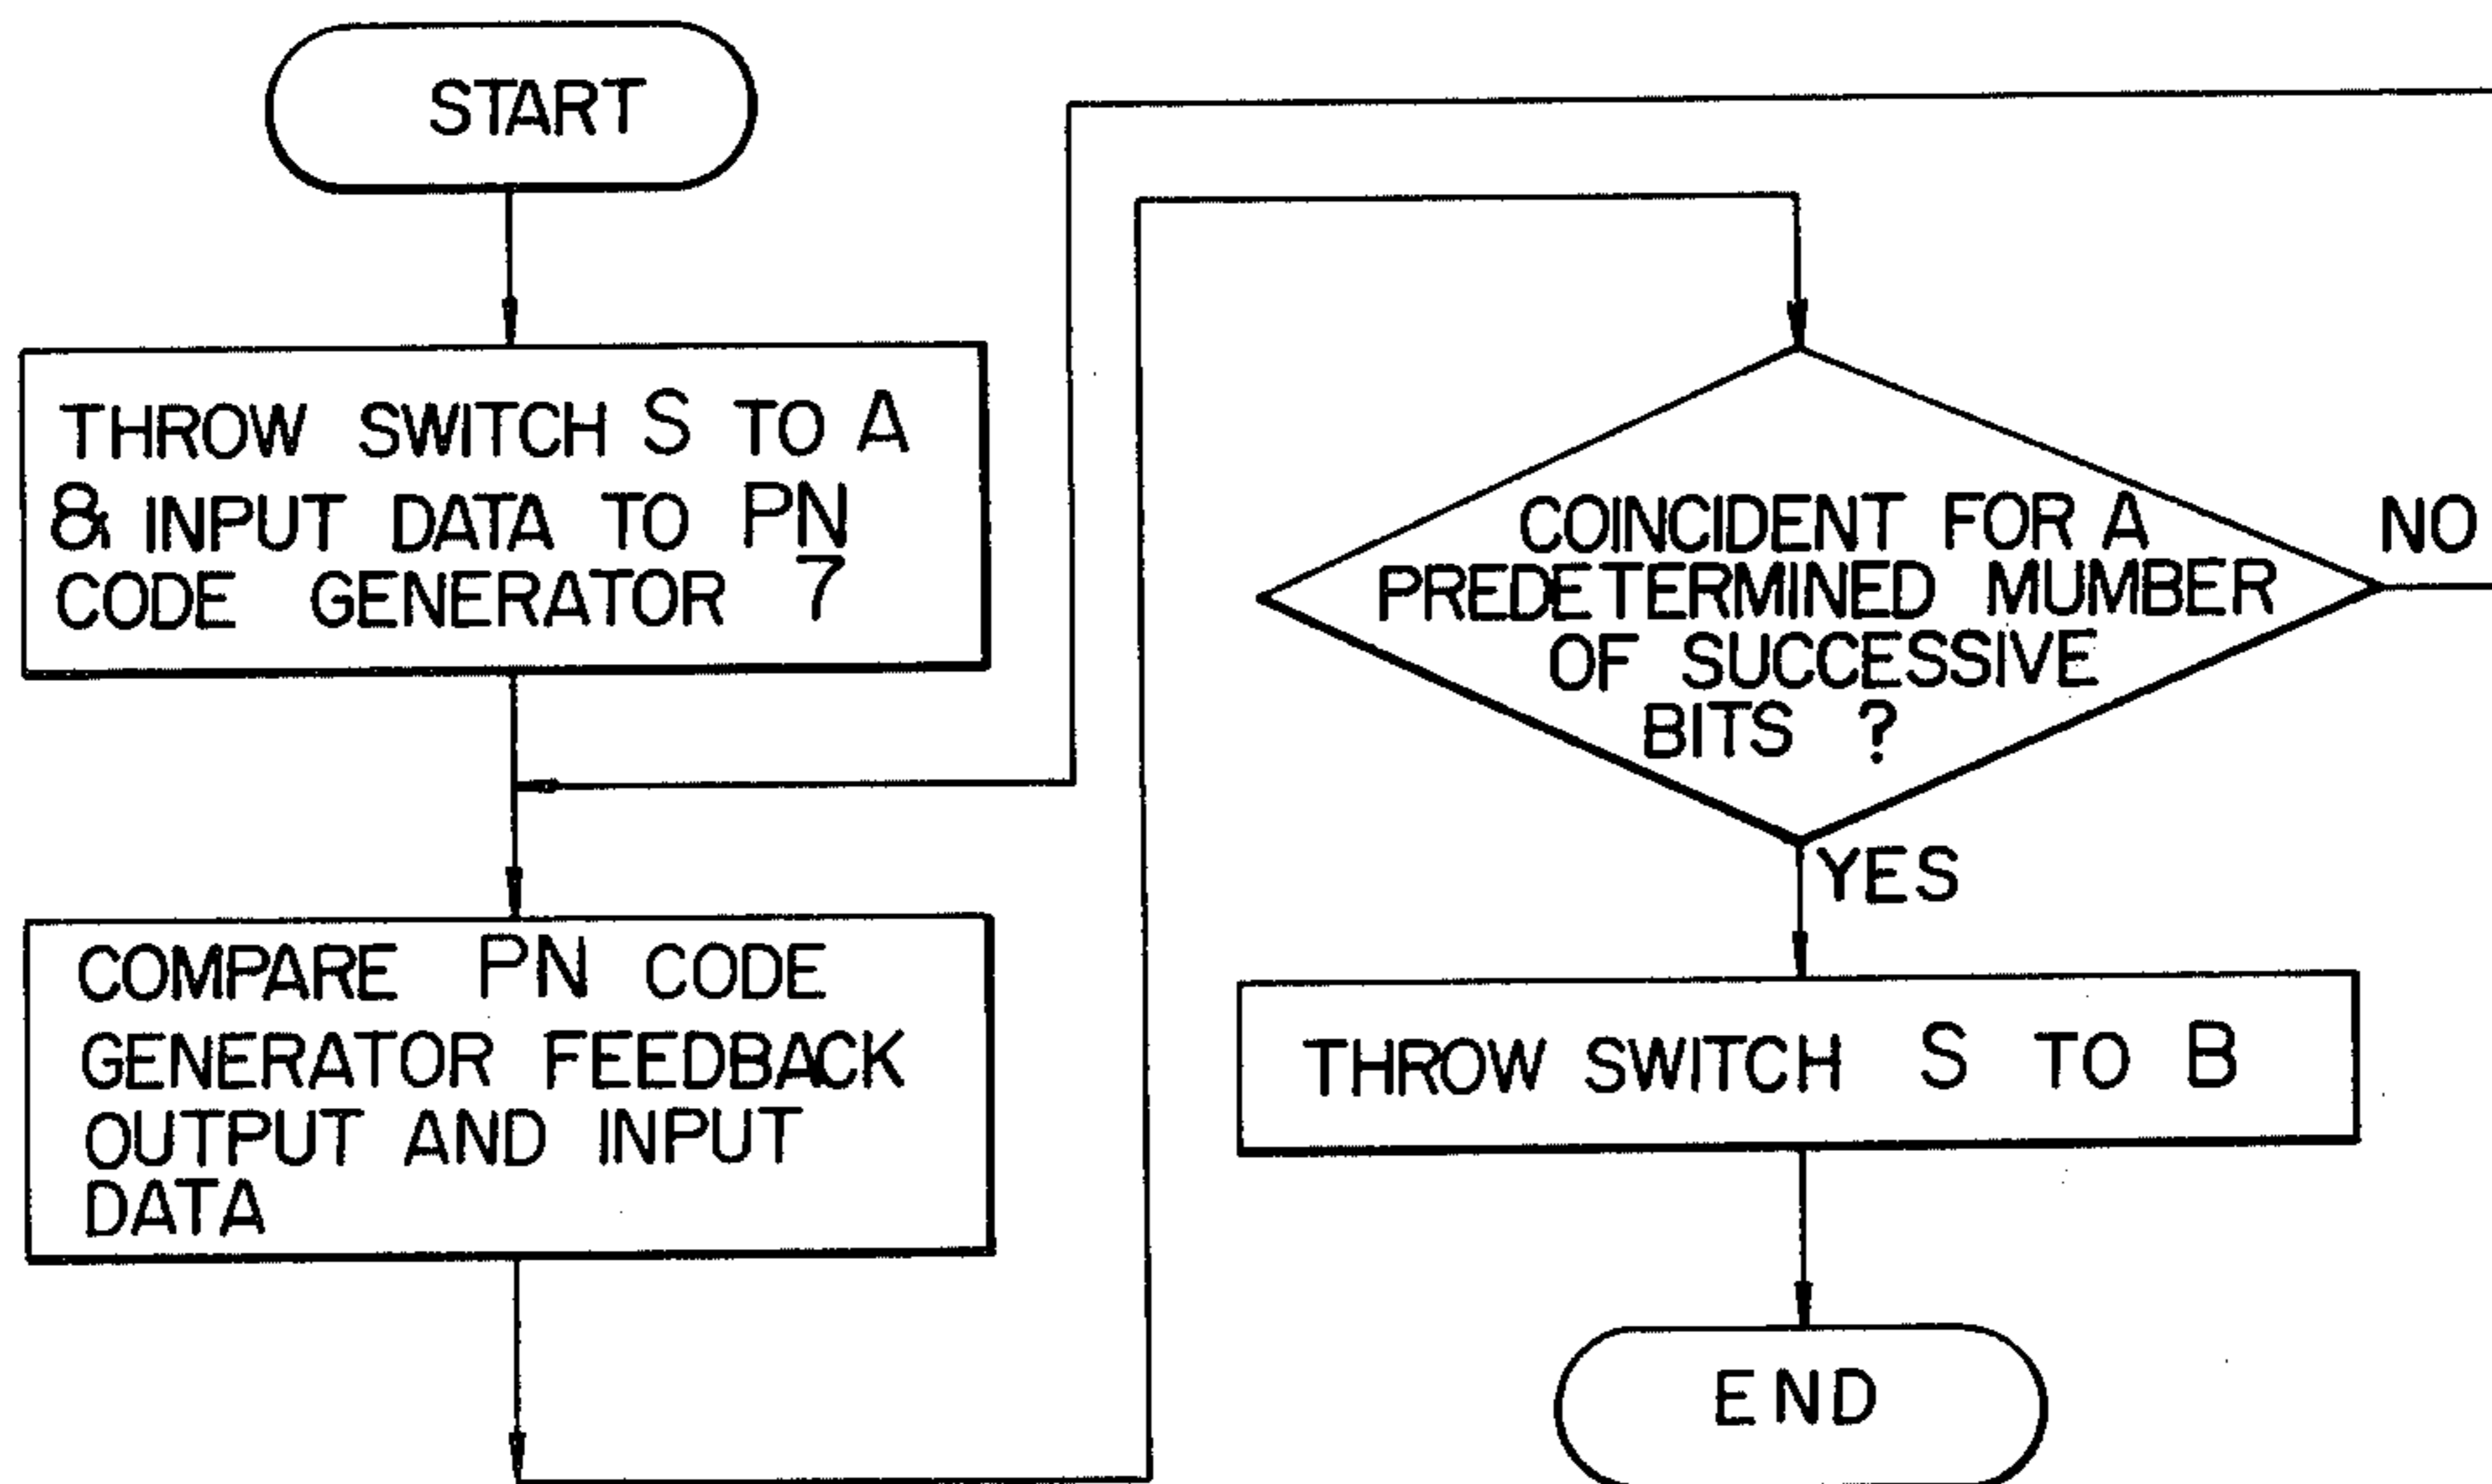 START
THROW SWITCH S TO A
& INPUT DATA TO PN
CODE GENERATOR 7
COMPARE PN CODE
GENERATOR FEEDBACK
OUTPUT AND INPUT
DATA
COINCIDENT FOR A
PREDETERMINED MUMBER
OF SUCCESSIVE
BITS ?
NO
YES
THROW SWITCH S TO B
END